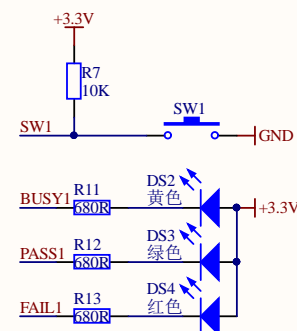 +3.3V
R7
10K
SW1
SW1
GND
BUSY1
R11
680R
DS2
黄色
+3.3V
PASS1
R12
680R
DS3
绿色
FAIL1
R13
680R
DS4
红色